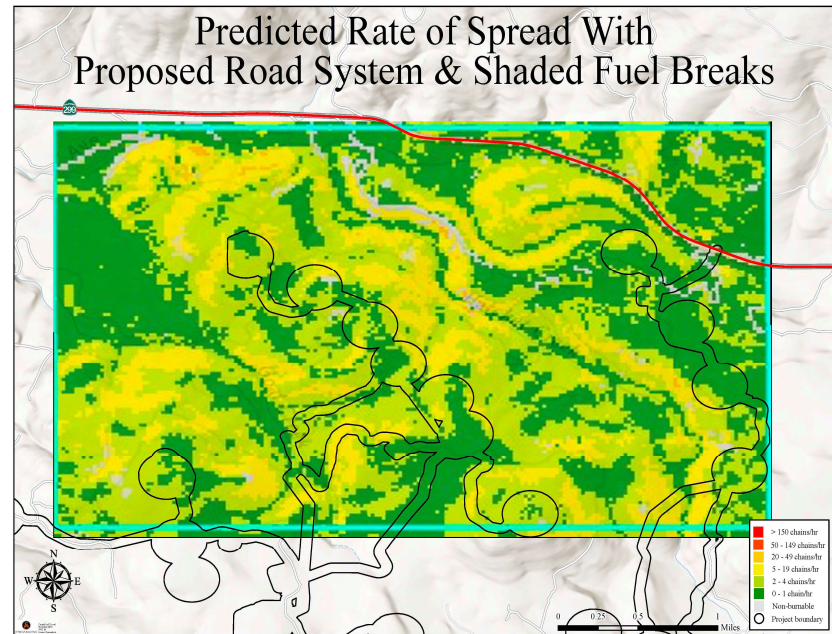 Predicted Rate of Spread With
Proposed Road System & Shaded Fuel Breaks
299
> 150 chains/hr
50 - 149 chains/hr
20 - 49 chains/hr
5 - 19 chains/hr
2 - 4 chains/hr
0 - 1 chain/hr
Non-burnable
Project boundary
N
W
E
S
0
0.25
0.5
1
Miles